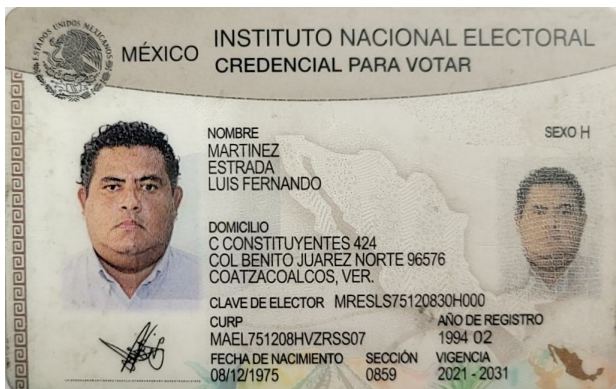 ESTADOS UNIDOS MEXICANOS
MÉXICO
INSTITUTO NACIONAL ELECTORAL
CREDENCIAL PARA VOTAR
NOMBRE
SEXO H
MARTINEZ
ESTRADA
LUIS FERNANDO
DOMICILIO
C CONSTITUYENTES 424
COL BENITO JUAREZ NORTE 96576
COATZACOALCOS, VER.
CLAVE DE ELECTOR MRESLS75120830H000
CURP AÑO DE REGISTRO
MAEL751208HVZRSS07 1994 02
FECHA DE NACIMIENTO SECCIÓN VIGENCIA
08/12/1975 0859 2021 - 2031